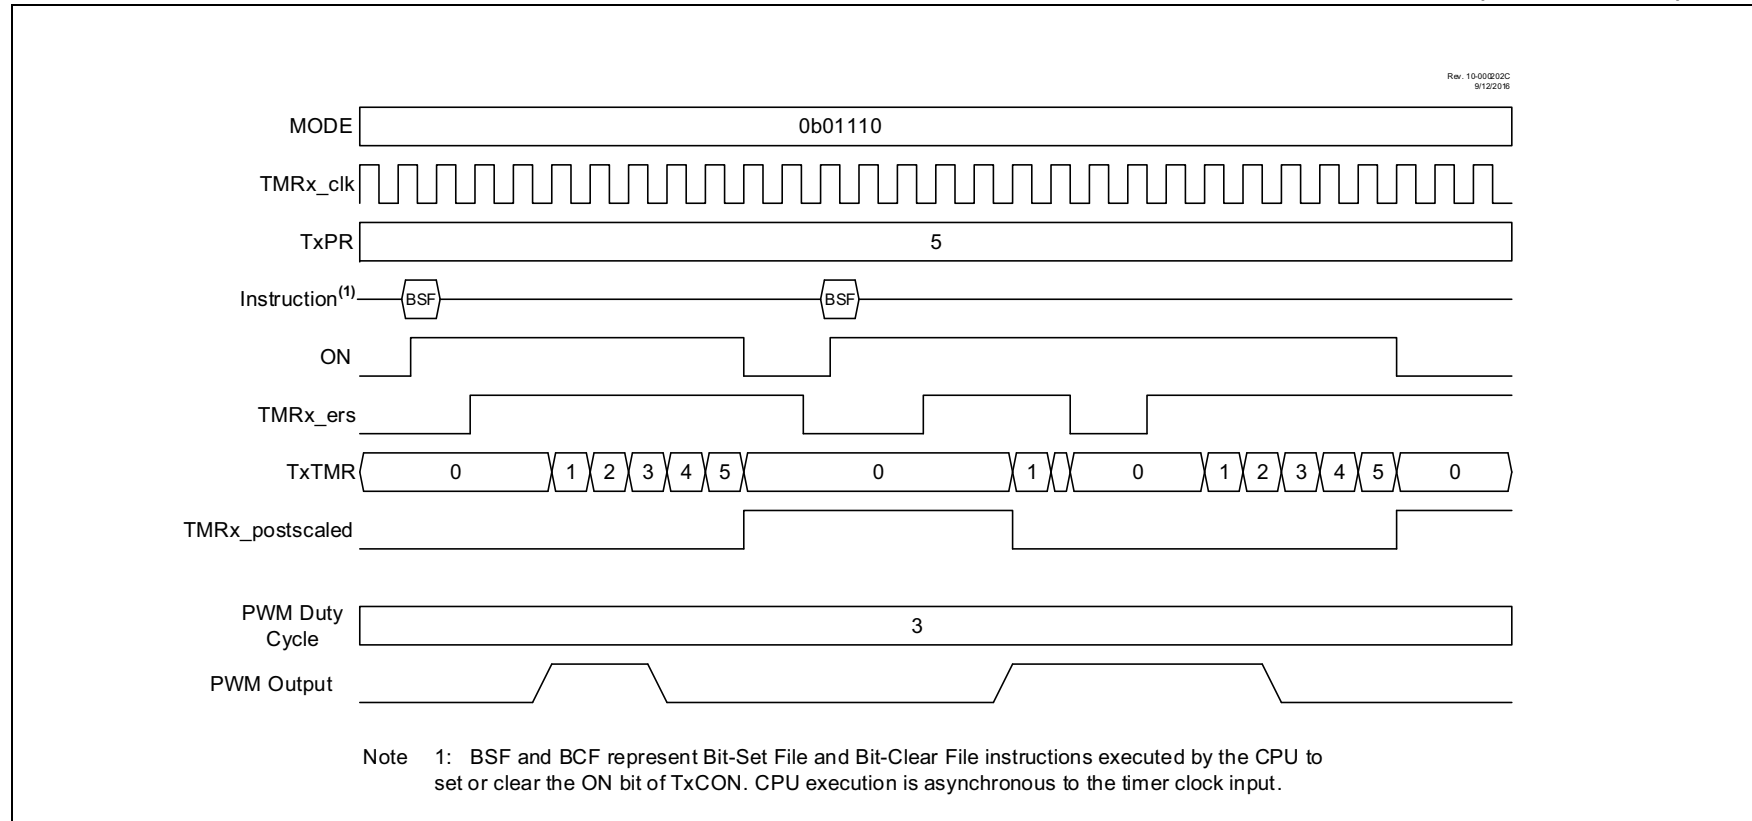 Rev. 10-000202C
9/12/2016
MODE 0b01110
TMRx_clk
TxPR 5
Instruction(1) BSF BSF
ON
TMRx_ers
TxTMR 0 1 2 3 4 5 0 1 0 1 2 3 4 5 0
TMRx_postscaled
PWM Duty
Cycle 3
PWM Output
Note 1: BSF and BCF represent Bit-Set File and Bit-Clear File instructions executed by the CPU to
set or clear the ON bit of TxCON. CPU execution is asynchronous to the timer clock input.